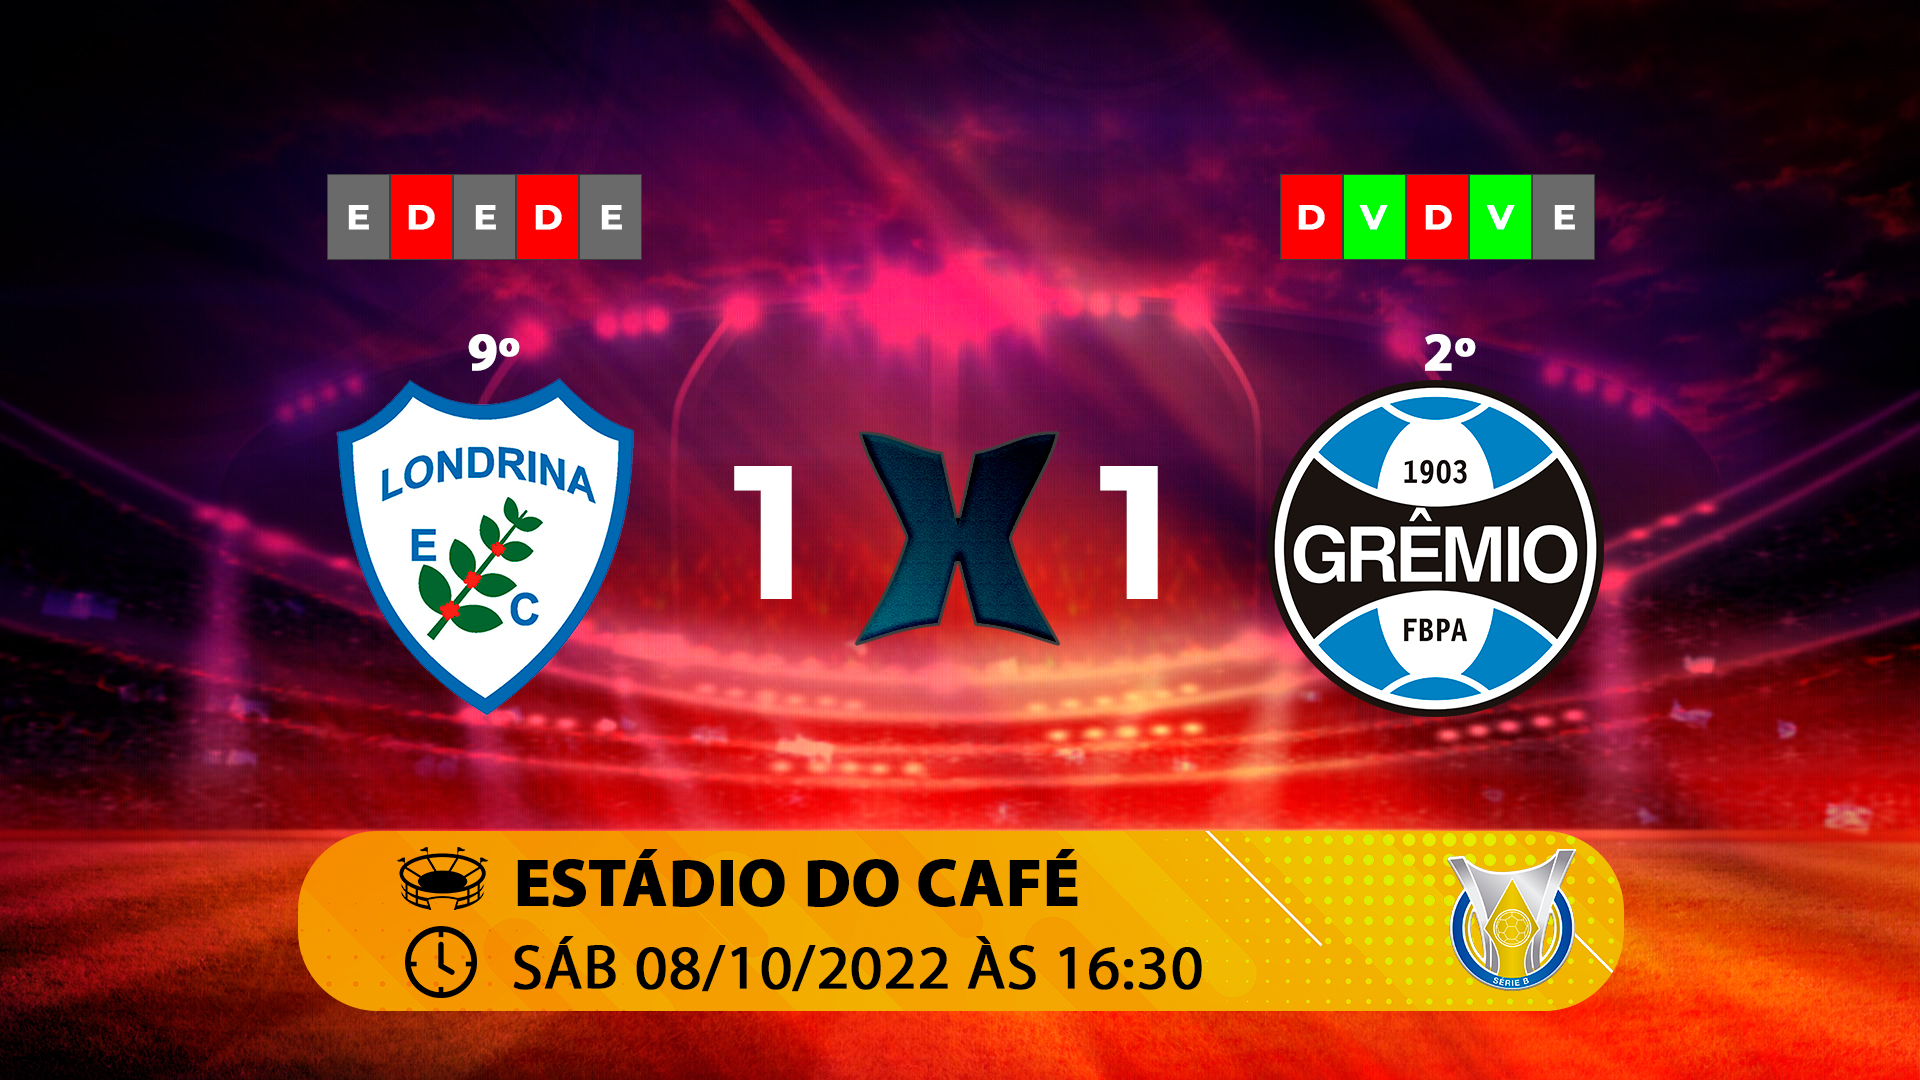 E D E D E
D V D V E
9º
2º
LONDRINA
E
C
1 X 1
1903
GRÊMIO
FBPA
ESTÁDIO DO CAFÉ
SÁB 08/10/2022 ÀS 16:30
SÉRIE B